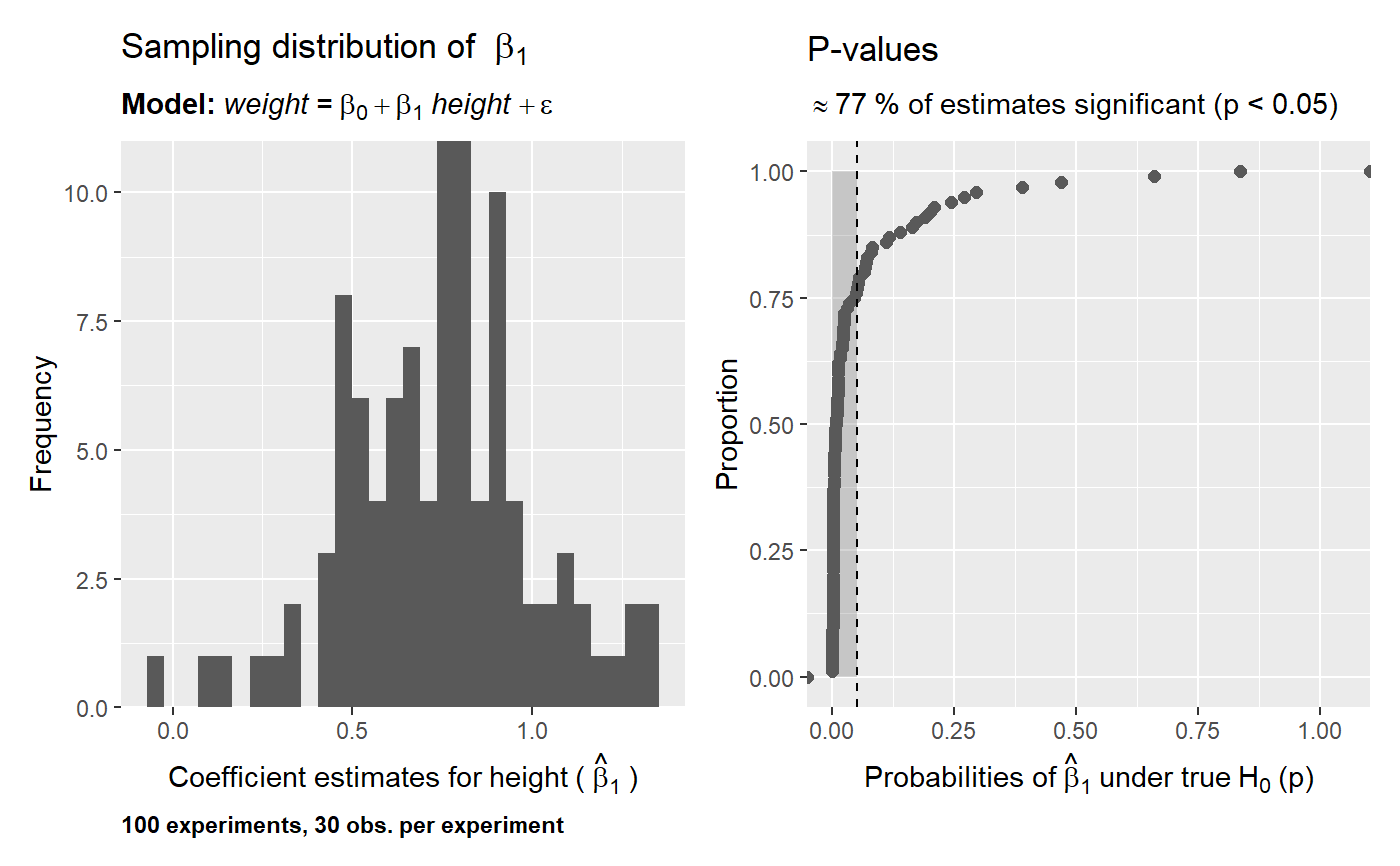 Sampling distribution of β₁
Model: weight = β₀ + β₁ height + ε
10.0
7.5
5.0
2.5
0.0
Frequency
0.0 0.5 1.0
Coefficient estimates for height ( β̂₁ )
100 experiments, 30 obs. per experiment
P-values
≈ 77 % of estimates significant (p < 0.05)
1.00
0.75
0.50
0.25
0.00
Proportion
0.00 0.25 0.50 0.75 1.00
Probabilities of β̂₁ under true H₀ (p)